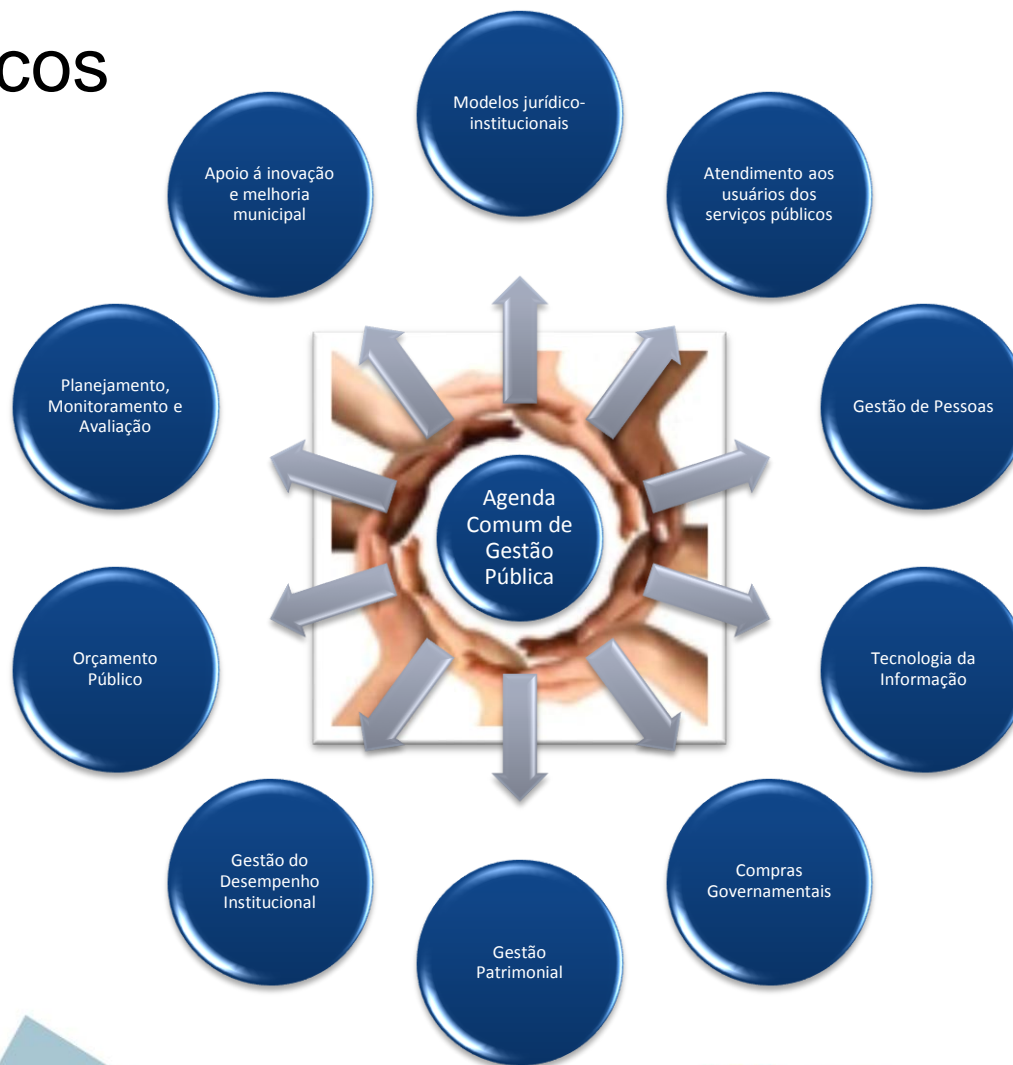 cos
Modelos jurídico-
institucionais
Atendimento aos
usuários dos
serviços públicos
Gestão de Pessoas
Tecnologia da
Informação
Compras
Governamentais
Gestão
Patrimonial
Gestão do
Desempenho
Institucional
Orçamento
Público
Planejamento,
Monitoramento e
Avaliação
Apoio á inovação
e melhoria
municipal
Agenda
Comum de
Gestão
Pública